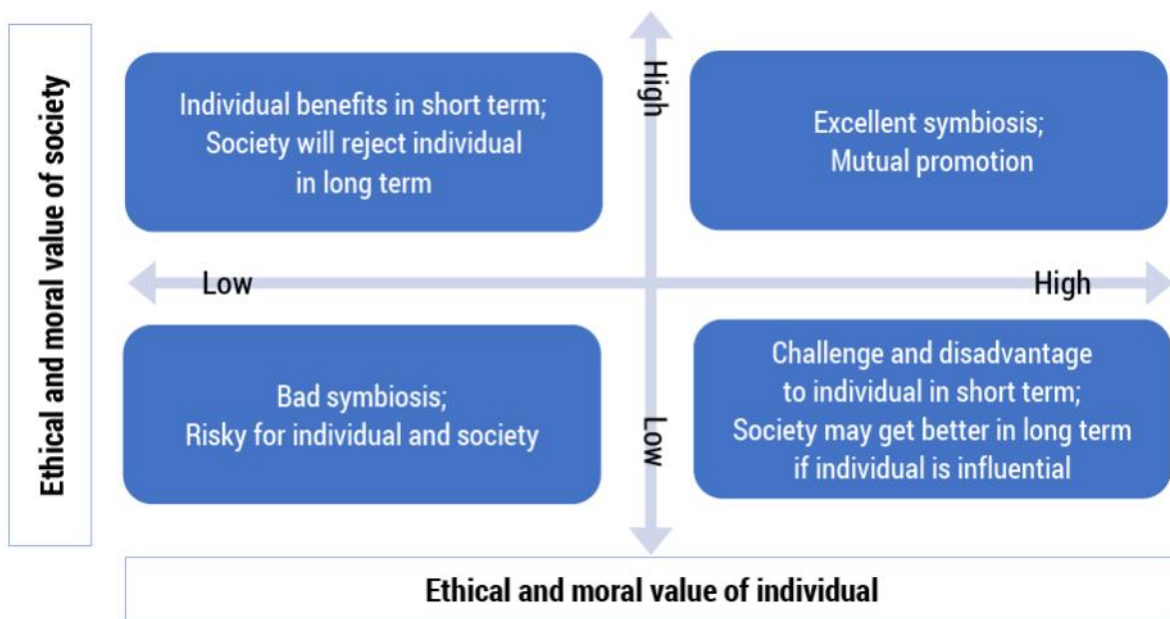 Ethical and moral value of society
Individual benefits in short term;
Society will reject individual
in long term
High
Excellent symbiosis;
Mutual promotion
Low
High
Bad symbiosis;
Risky for individual and society
Low
Challenge and disadvantage
to individual in short term;
Society may get better in long term
if individual is influential
Ethical and moral value of individual